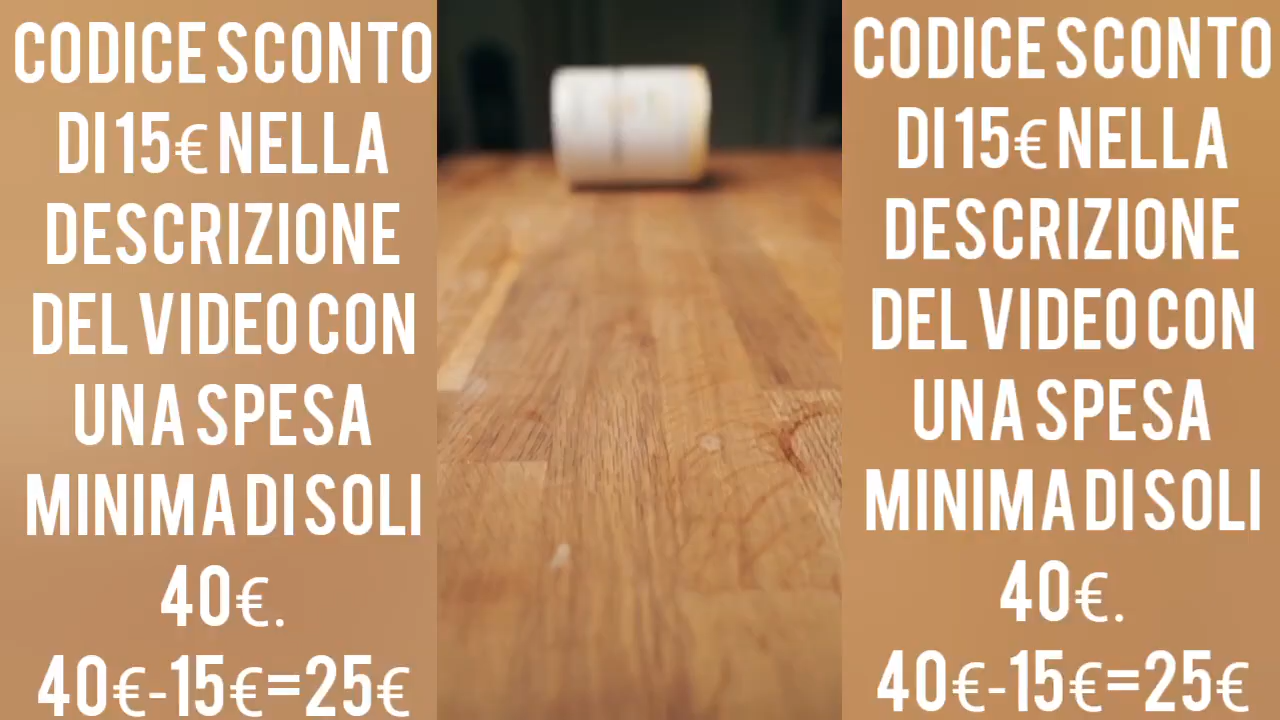 CODICE SCONTO
DI 15€ NELLA
DESCRIZIONE
DEL VIDEO CON
UNA SPESA
MINIMA DI SOLI
40€.
40€-15€=25€
CODICE SCONTO
DI 15€ NELLA
DESCRIZIONE
DEL VIDEO CON
UNA SPESA
MINIMA DI SOLI
40€.
40€-15€=25€